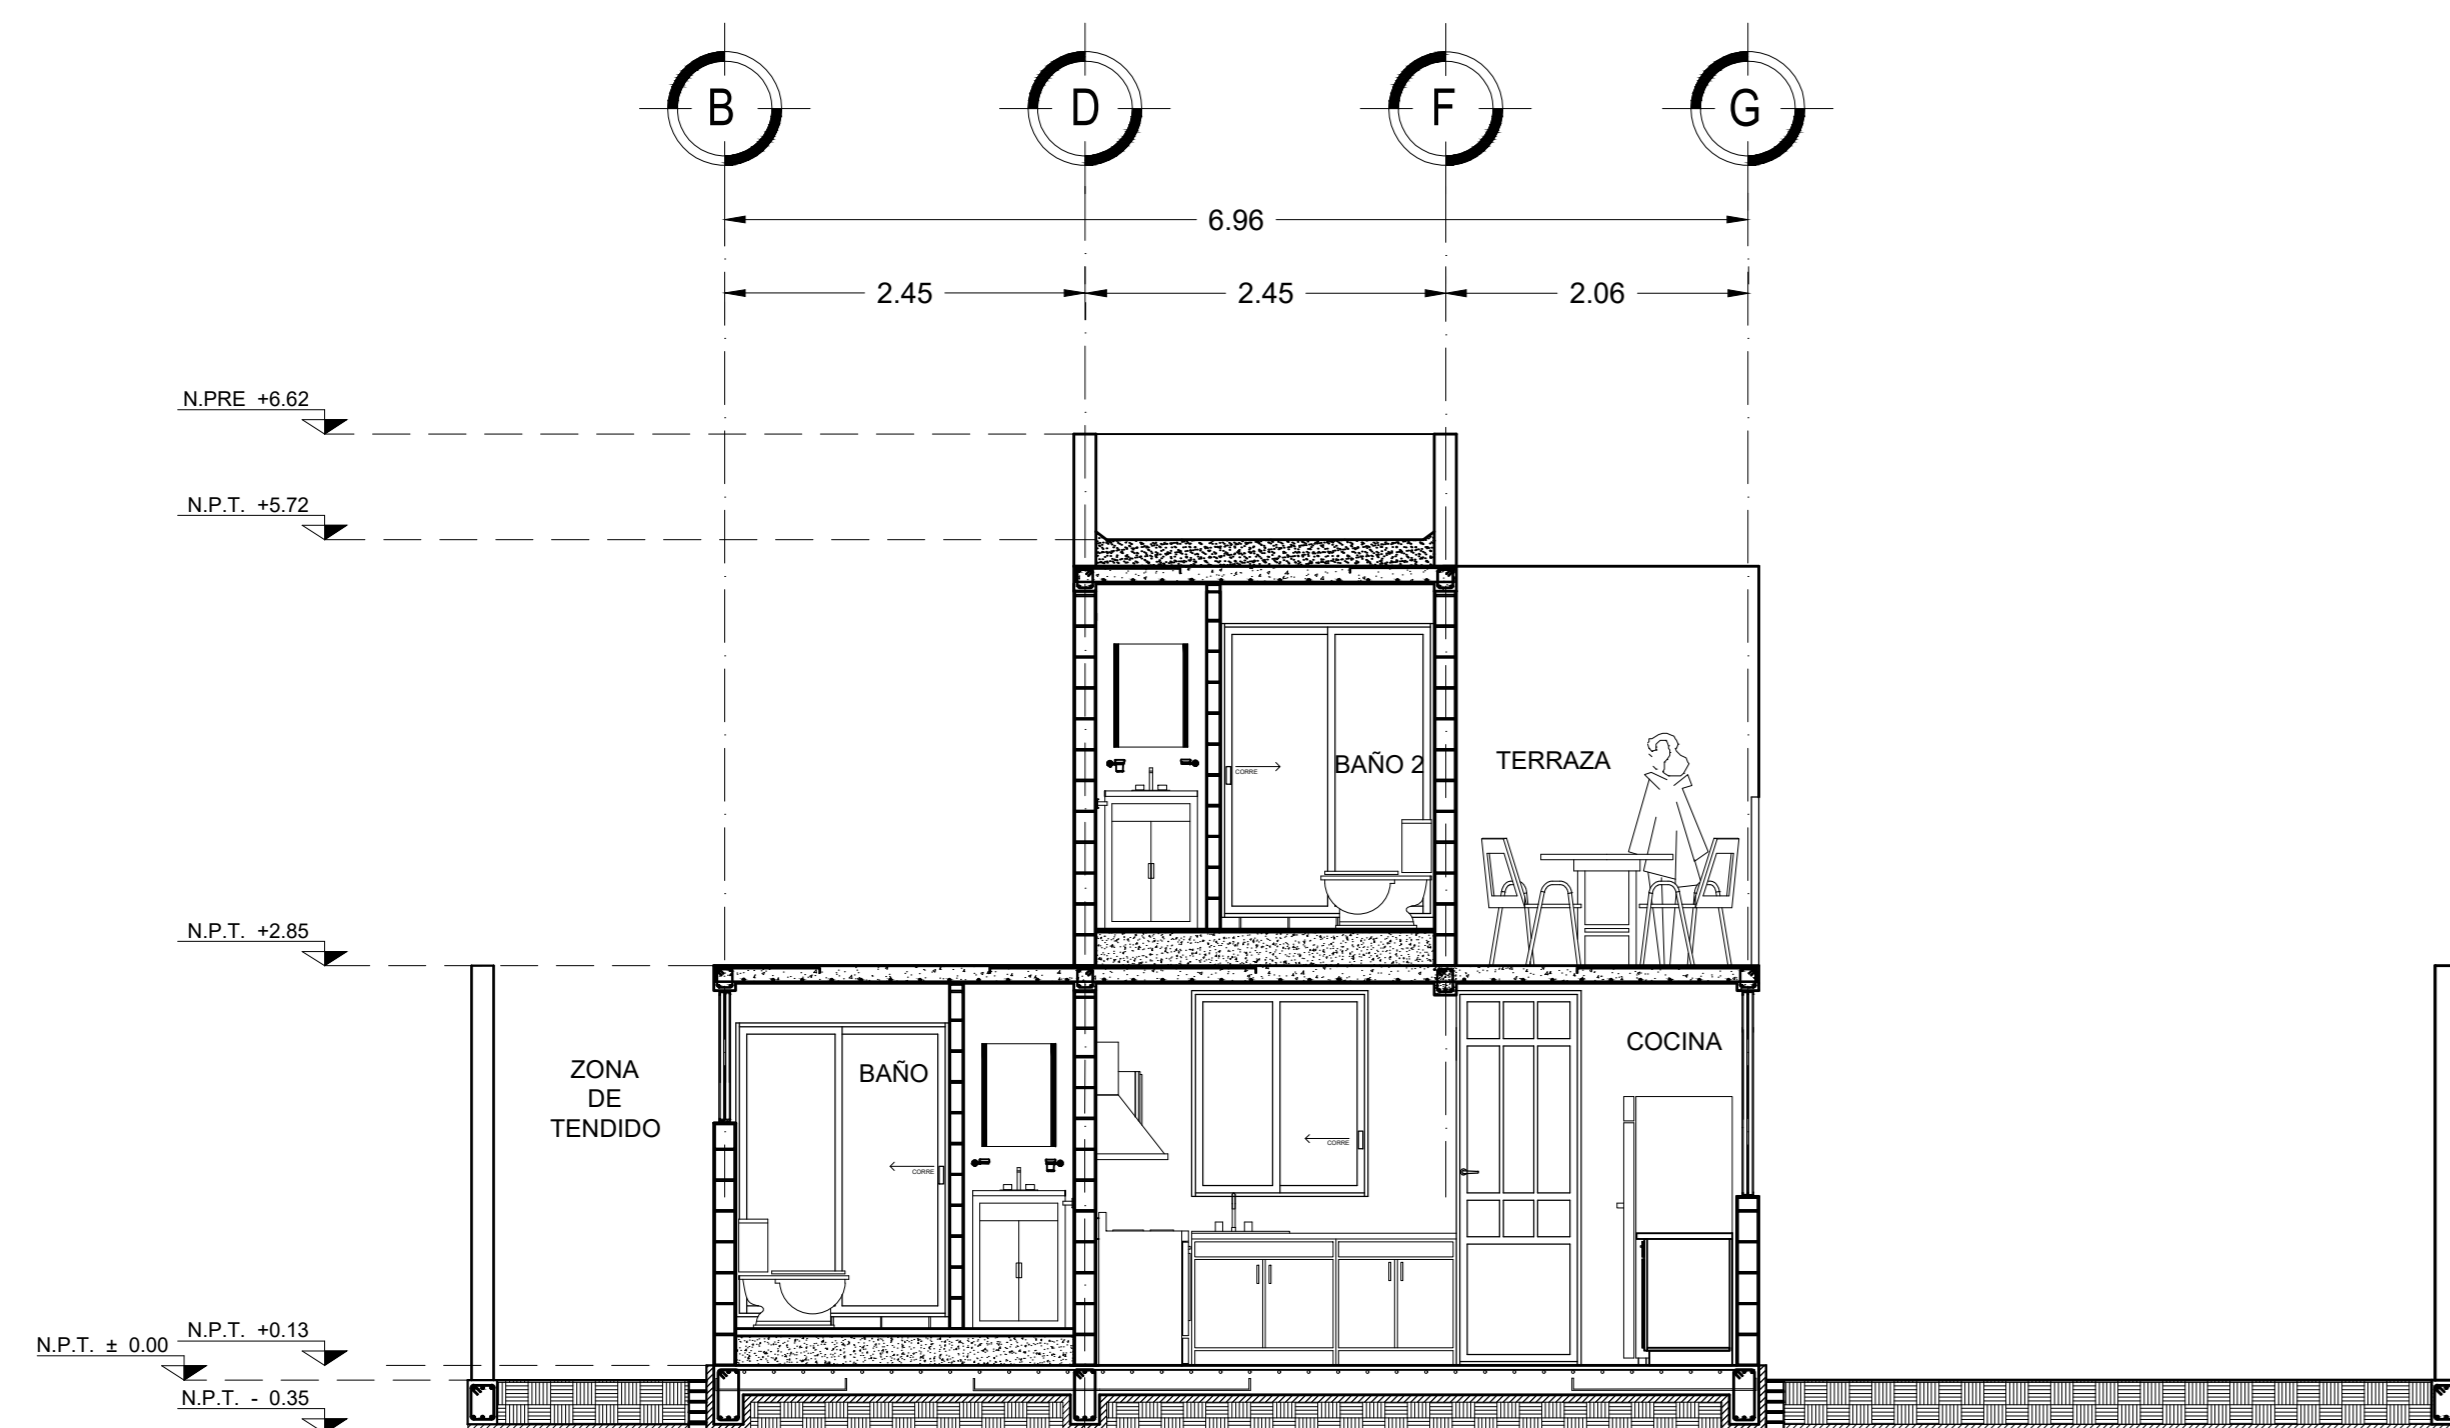 B D F G
6.96
2.45 2.45 2.06
N.PRE +6.62
N.P.T. +5.72
CORRE
BAÑO 2
TERRAZA
N.P.T. +2.85
ZONA
DE
TENDIDO
BAÑO
CORRE
CORRE
COCINA
N.P.T. +0.13
N.P.T. ± 0.00
N.P.T. - 0.35